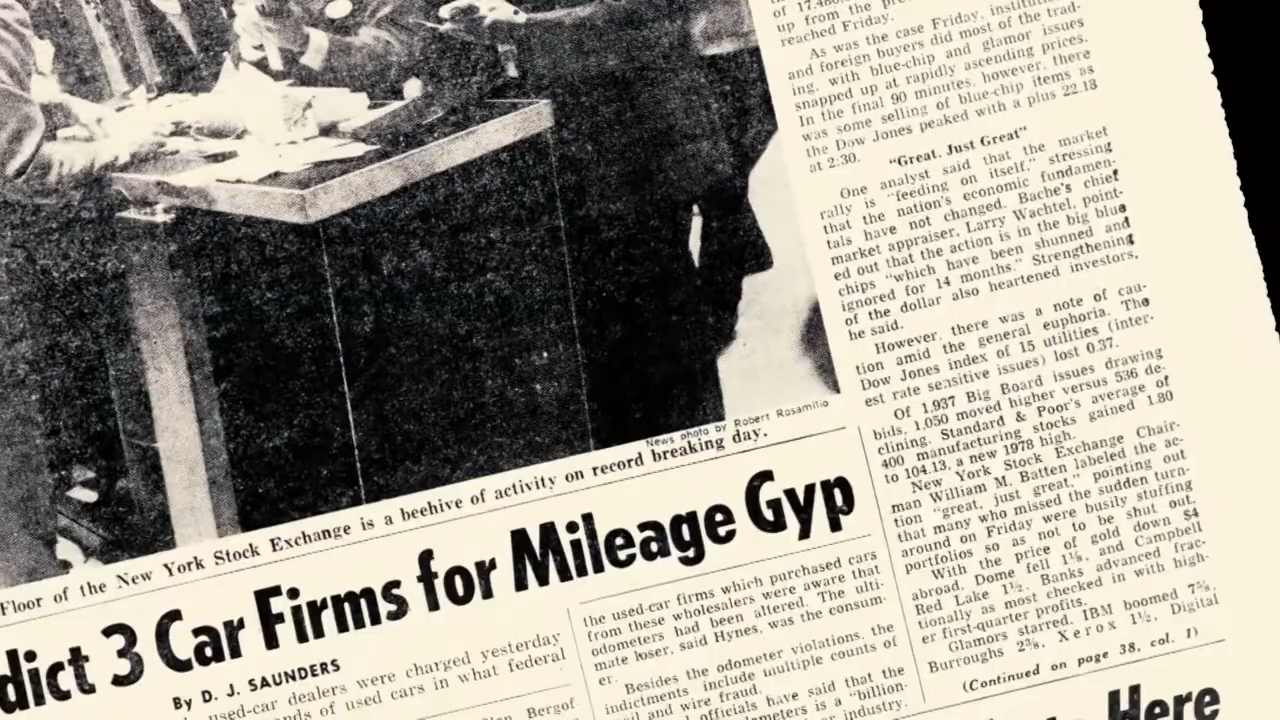 of 17.480,
up from the
reached Friday.
As was the case Friday,
and foreign buyers did most of the trad-
ing, with blue-chip and glamor issues
snapped up at rapidly ascending prices.
In the final 90 minutes, however, there
was some selling of blue-chip items as
the Dow Jones peaked with a plus 22.18
at 2:30.
"Great, Just Great"
One analyst said that the market
rally is "feeding on itself," stressing
that the nation's economic fundamen-
tals have not changed. Bache's chief
market appraiser, Larry Wachtel, point-
ed out that the action is in the big blue
chips "which have been shunned and
ignored for 14 months." Strengthening
of the dollar also heartened investors,
he said.
However, there was a note of cau-
tion amid the general euphoria. The
Dow Jones index of 15 utilities (inter-
est rate sensitive issues) lost 0.37.
Of 1,937 Big Board issues drawing
bids, 1,050 moved higher versus 536 de-
clining. Standard & Poor's average of
400 manufacturing stocks gained 1.80
to 104.13, a new 1978 high.
New York Stock Exchange Chair-
man William M. Batten labeled the ac-
tion "great, just great," pointing out
that many who missed the sudden turn-
around on Friday were busily stuffing
portfolios so as not to be shut out.
With the price of gold down $4
abroad, Dome fell 1⅛, and Campbell
Red Lake 1½. Banks advanced frac-
tionally as most checked in with high-
er first-quarter profits.
Glamors starred. IBM boomed 7⅝,
Burroughs 2⅜, Xerox 1½, Digital
(Continued on page 38, col. 1)
News photo by Robert Rosamilio
Floor of the New York Stock Exchange is a beehive of activity on record breaking day.
dict 3 Car Firms for Mileage Gyp
By D. J. SAUNDERS
used-car dealers were charged yesterday
of used cars in what federal
Bergof-
the used-car firms which purchased cars
from these wholesalers were aware that
odometers had been altered. The ulti-
mate loser, said Hynes, was the consum-
er.
Besides the odometer violations, the
indictments include multiple counts of
and wire fraud.
officials have said that the
is a "billion-
industry.
Here